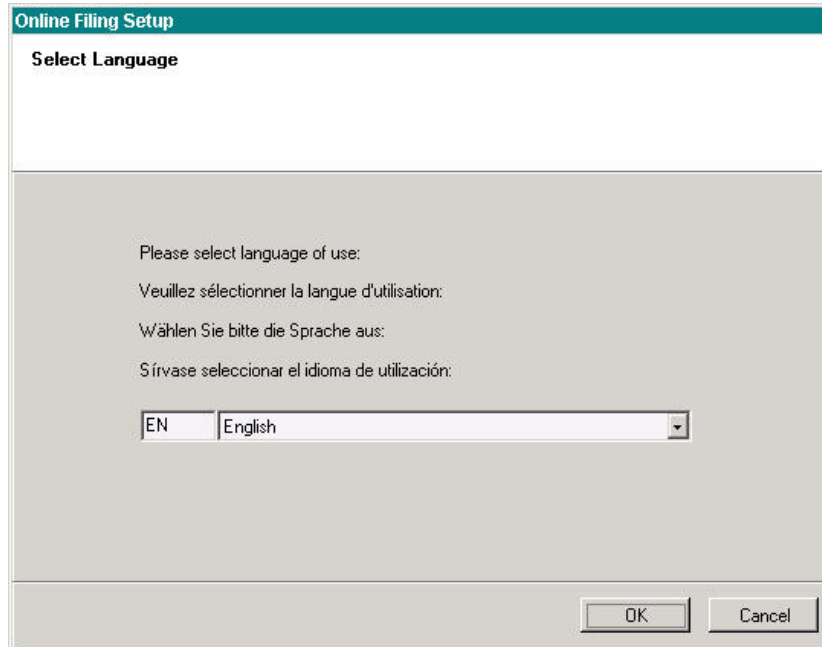 Online Filing Setup
Select Language
Please select language of use:
Veuillez sélectionner la langue d'utilisation:
Wählen Sie bitte die Sprache aus:
Sírvase seleccionar el idioma de utilización:
EN English
OK Cancel